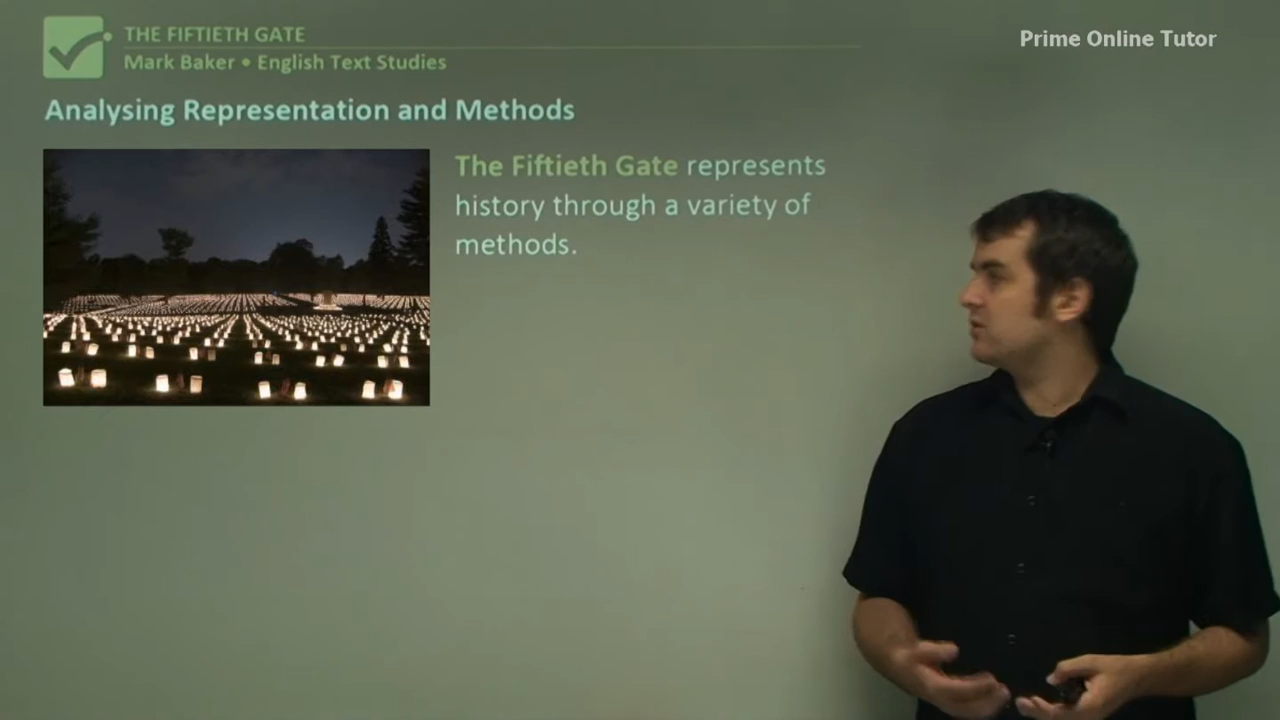 THE FIFTIETH GATE
Mark Baker • English Text Studies
Prime Online Tutor
Analysing Representation and Methods
The Fiftieth Gate represents
history through a variety of
methods.